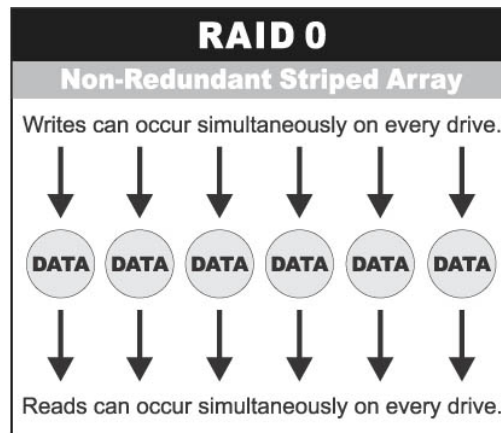 RAID 0
Non-Redundant Striped Array
Writes can occur simultaneously on every drive.
DATA DATA DATA DATA DATA DATA
Reads can occur simultaneously on every drive.